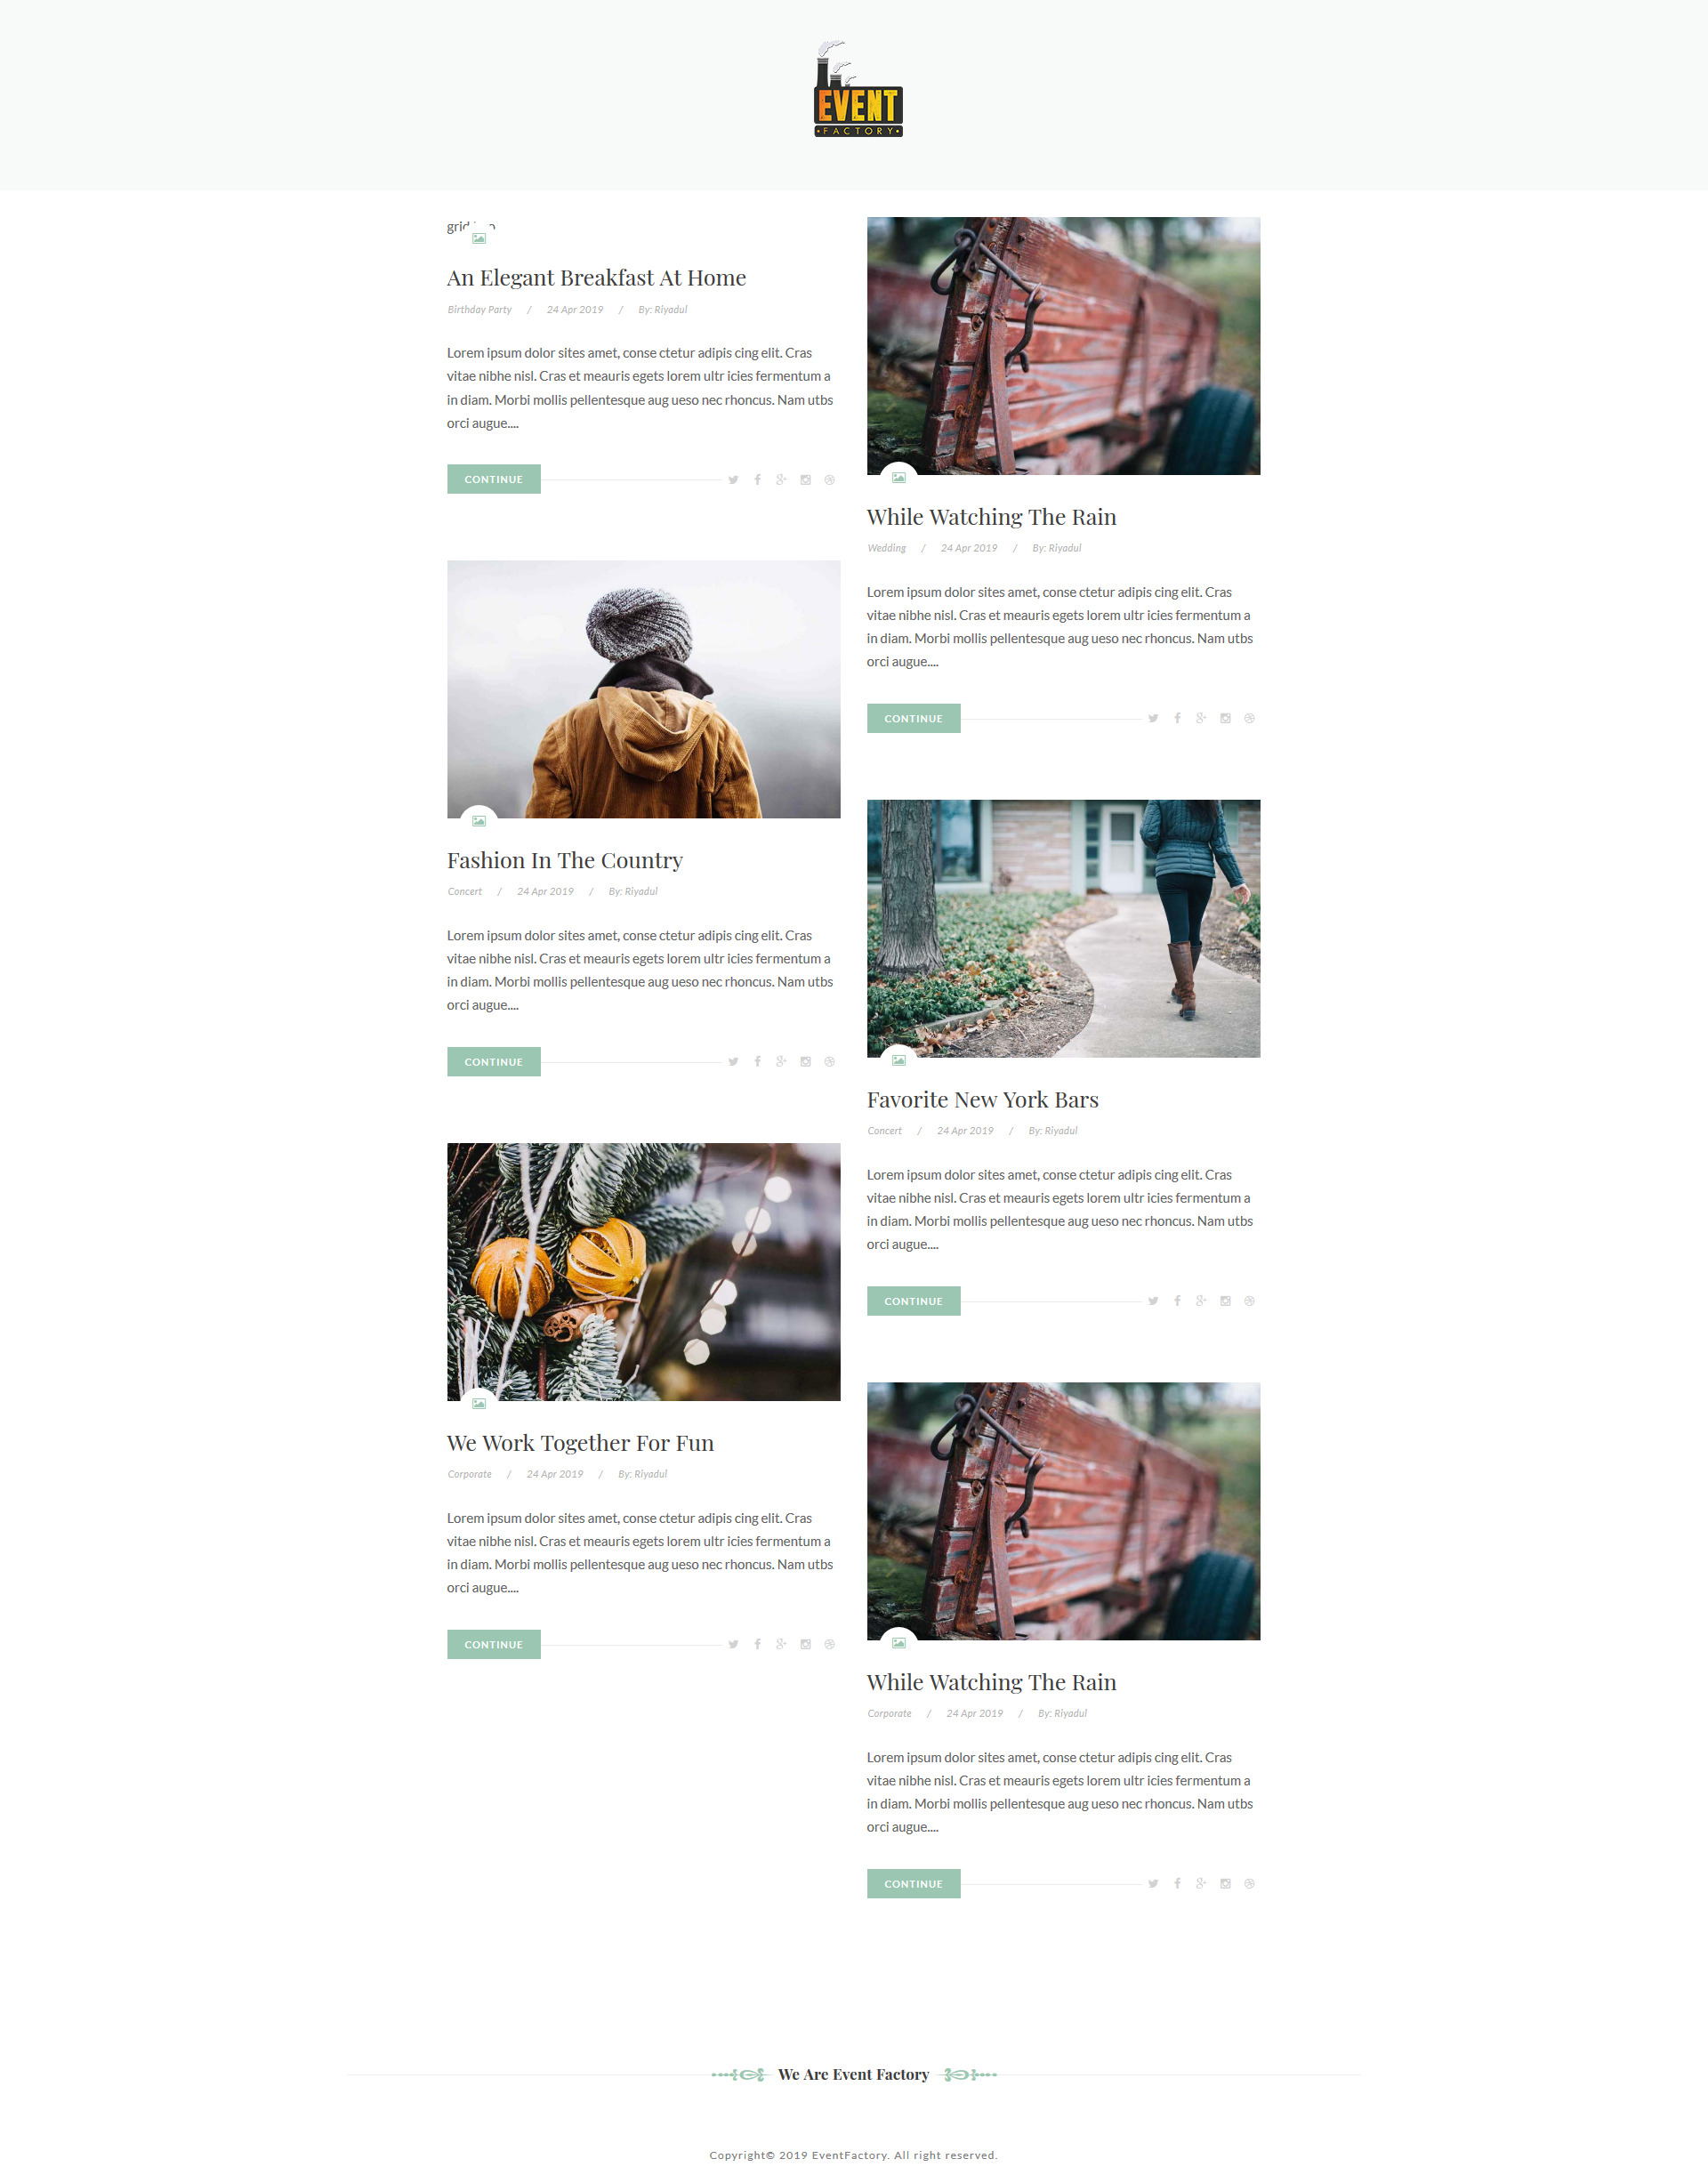 EVENT
FACTORY
An Elegant Breakfast At Home
Birthday Party / 24 Apr 2019 / By: Riyadul
Lorem ipsum dolor sites amet, conse ctetur adipis cing elit. Cras
vitae nibhe nisl. Cras et meauris egets lorem ultr icies fermentum a
in diam. Morbi mollis pellentesque aug ueso nec rhoncus. Nam utbs
orci augue....
CONTINUE
Fashion In The Country
Concert / 24 Apr 2019 / By: Riyadul
Lorem ipsum dolor sites amet, conse ctetur adipis cing elit. Cras
vitae nibhe nisl. Cras et meauris egets lorem ultr icies fermentum a
in diam. Morbi mollis pellentesque aug ueso nec rhoncus. Nam utbs
orci augue....
CONTINUE
We Work Together For Fun
Corporate / 24 Apr 2019 / By: Riyadul
Lorem ipsum dolor sites amet, conse ctetur adipis cing elit. Cras
vitae nibhe nisl. Cras et meauris egets lorem ultr icies fermentum a
in diam. Morbi mollis pellentesque aug ueso nec rhoncus. Nam utbs
orci augue....
CONTINUE
While Watching The Rain
Wedding / 24 Apr 2019 / By: Riyadul
Lorem ipsum dolor sites amet, conse ctetur adipis cing elit. Cras
vitae nibhe nisl. Cras et meauris egets lorem ultr icies fermentum a
in diam. Morbi mollis pellentesque aug ueso nec rhoncus. Nam utbs
orci augue....
CONTINUE
Favorite New York Bars
Concert / 24 Apr 2019 / By: Riyadul
Lorem ipsum dolor sites amet, conse ctetur adipis cing elit. Cras
vitae nibhe nisl. Cras et meauris egets lorem ultr icies fermentum a
in diam. Morbi mollis pellentesque aug ueso nec rhoncus. Nam utbs
orci augue....
CONTINUE
While Watching The Rain
Corporate / 24 Apr 2019 / By: Riyadul
Lorem ipsum dolor sites amet, conse ctetur adipis cing elit. Cras
vitae nibhe nisl. Cras et meauris egets lorem ultr icies fermentum a
in diam. Morbi mollis pellentesque aug ueso nec rhoncus. Nam utbs
orci augue....
CONTINUE
We Are Event Factory
Copyright© 2019 EventFactory. All right reserved.